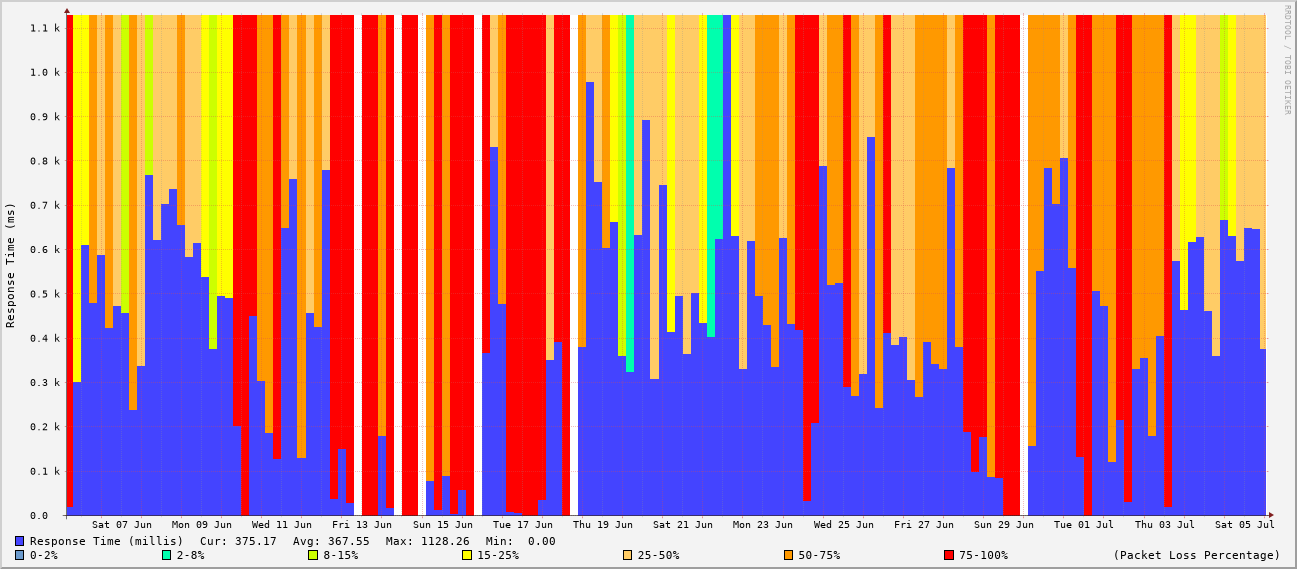 1.1 k
1.0 k
0.9 k
0.8 k
0.7 k
0.6 k
0.5 k
0.4 k
0.3 k
0.2 k
0.1 k
0.0
Response Time (ms)
RRDTOOL / TOBI OETIKER
Sat 07 Jun Mon 09 Jun Wed 11 Jun Fri 13 Jun Sun 15 Jun Tue 17 Jun Thu 19 Jun Sat 21 Jun Mon 23 Jun Wed 25 Jun Fri 27 Jun Sun 29 Jun Tue 01 Jul Thu 03 Jul Sat 05 Jul
Response Time (millis) Cur: 375.17 Avg: 367.55 Max: 1128.26 Min: 0.00
0-2% 2-8% 8-15% 15-25% 25-50% 50-75% 75-100% (Packet Loss Percentage)